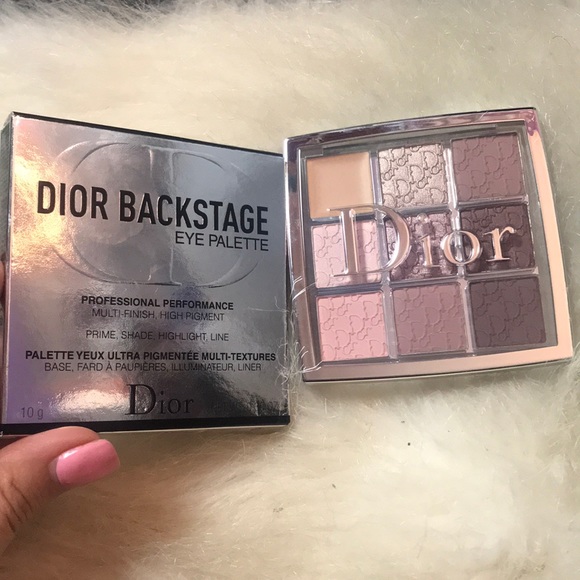 DIOR BACKSTAGE
EYE PALETTE
PROFESSIONAL PERFORMANCE
MULTI-FINISH, HIGH PIGMENT
PRIME, SHADE, HIGHLIGHT, LINE
PALETTE YEUX ULTRA PIGMENTÉE MULTI-TEXTURES
BASE, FARD À PAUPIÈRES, ILLUMINATEUR, LINER
10 g
Dior
Dior